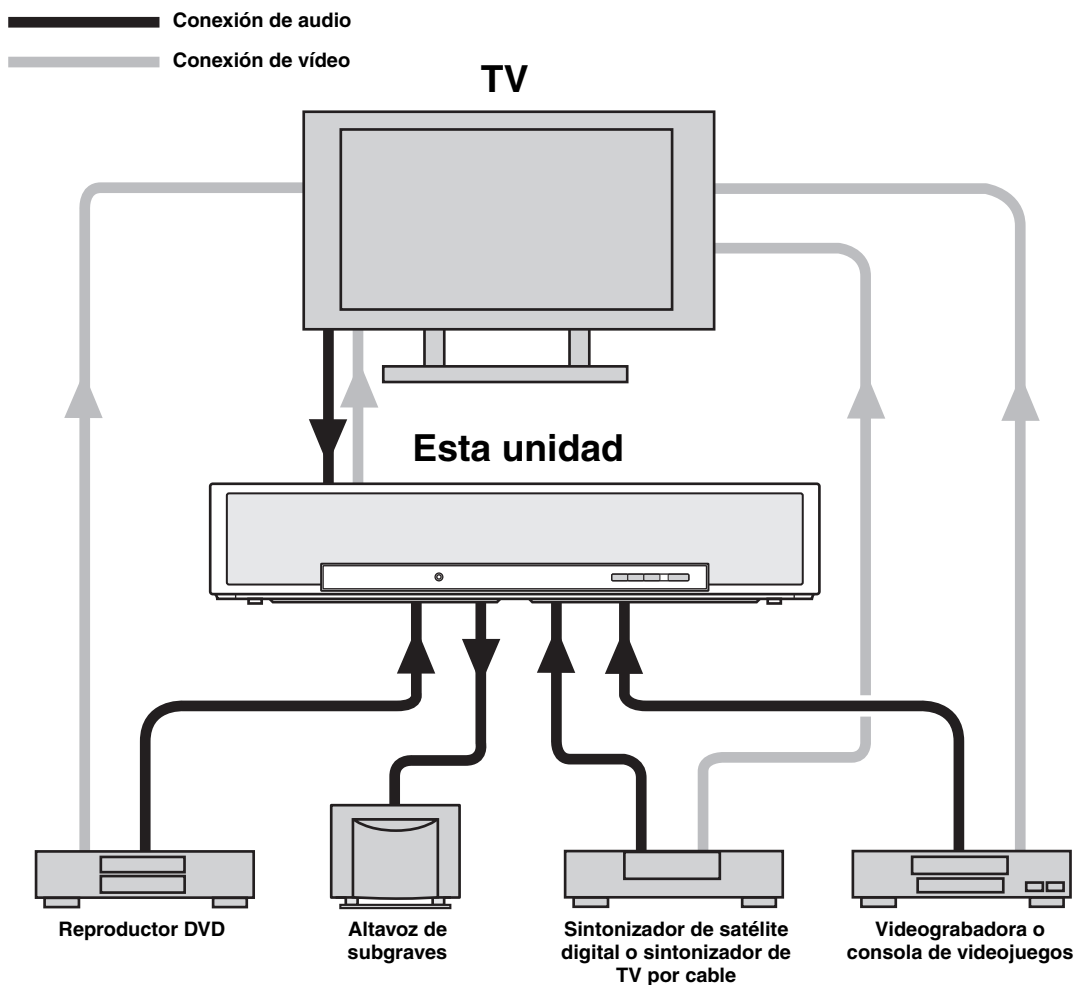 Conexión de audio
Conexión de vídeo
TV
Esta unidad
Reproductor DVD
Altavoz de
subgraves
Sintonizador de satélite
digital o sintonizador de
TV por cable
Videograbadora o
consola de videojuegos